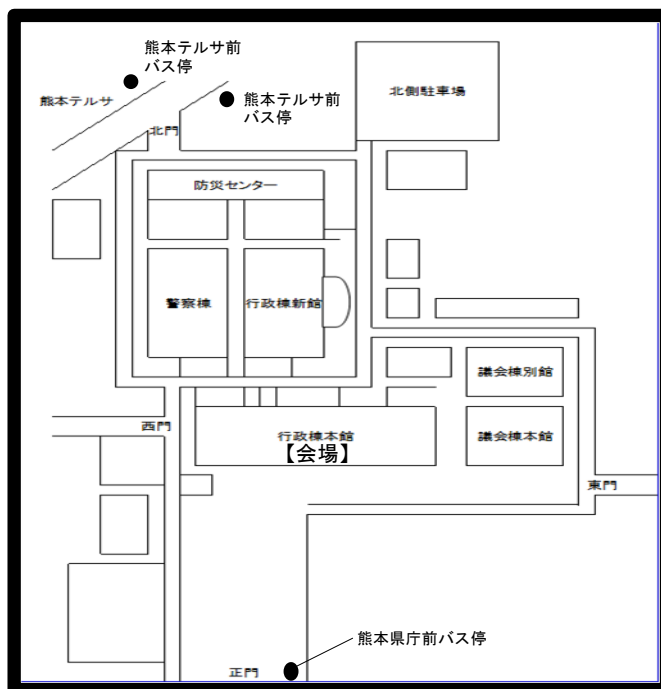 熊本テルサ前
バス停
熊本テルサ前
バス停
熊本テルサ
北側駐車場
北門
防災センター
警察棟
行政棟新館
議会棟別館
西門
行政棟本館
【会場】
議会棟本館
東門
熊本県庁前バス停
正門